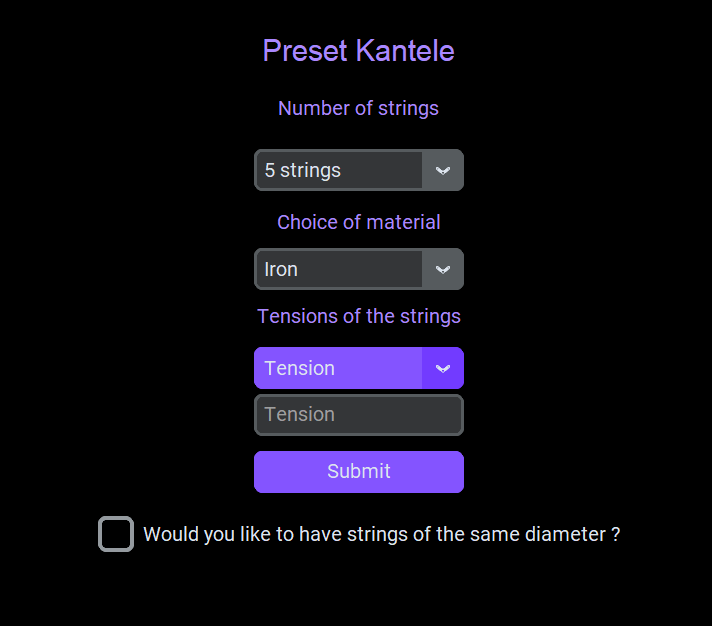 Preset Kantele
Number of strings
5 strings
Choice of material
Iron
Tensions of the strings
Tension
Tension
Submit
Would you like to have strings of the same diameter ?